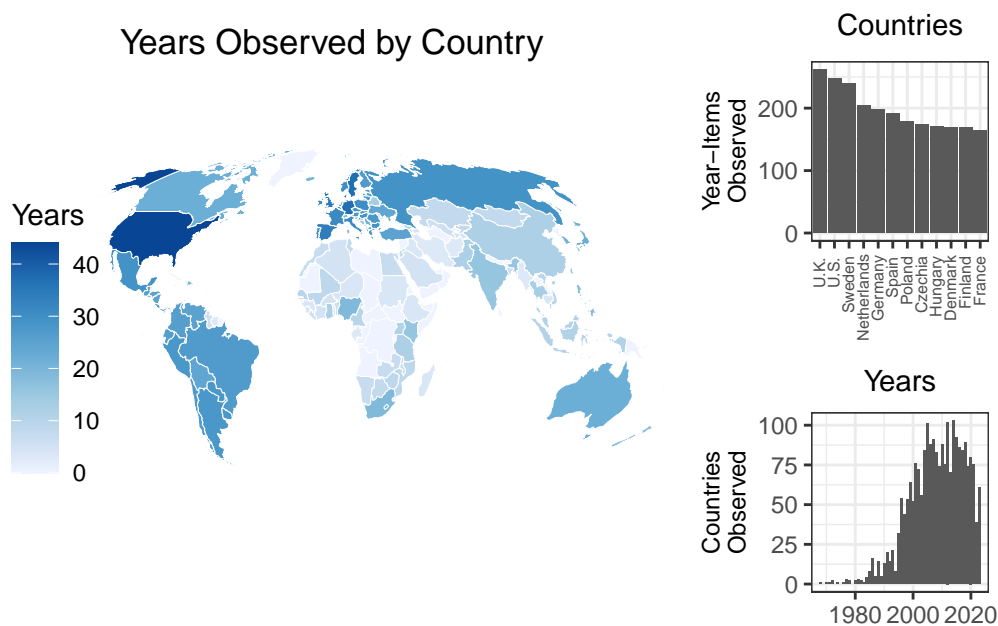 Years Observed by Country
Years
40
30
20
10
0
Countries
Year–Items
Observed
200
100
0
U.K.
U.S.
Sweden
Netherlands
Germany
Spain
Poland
Czechia
Hungary
Denmark
Finland
France
Years
Countries
Observed
100
75
50
25
0
1980 2000 2020